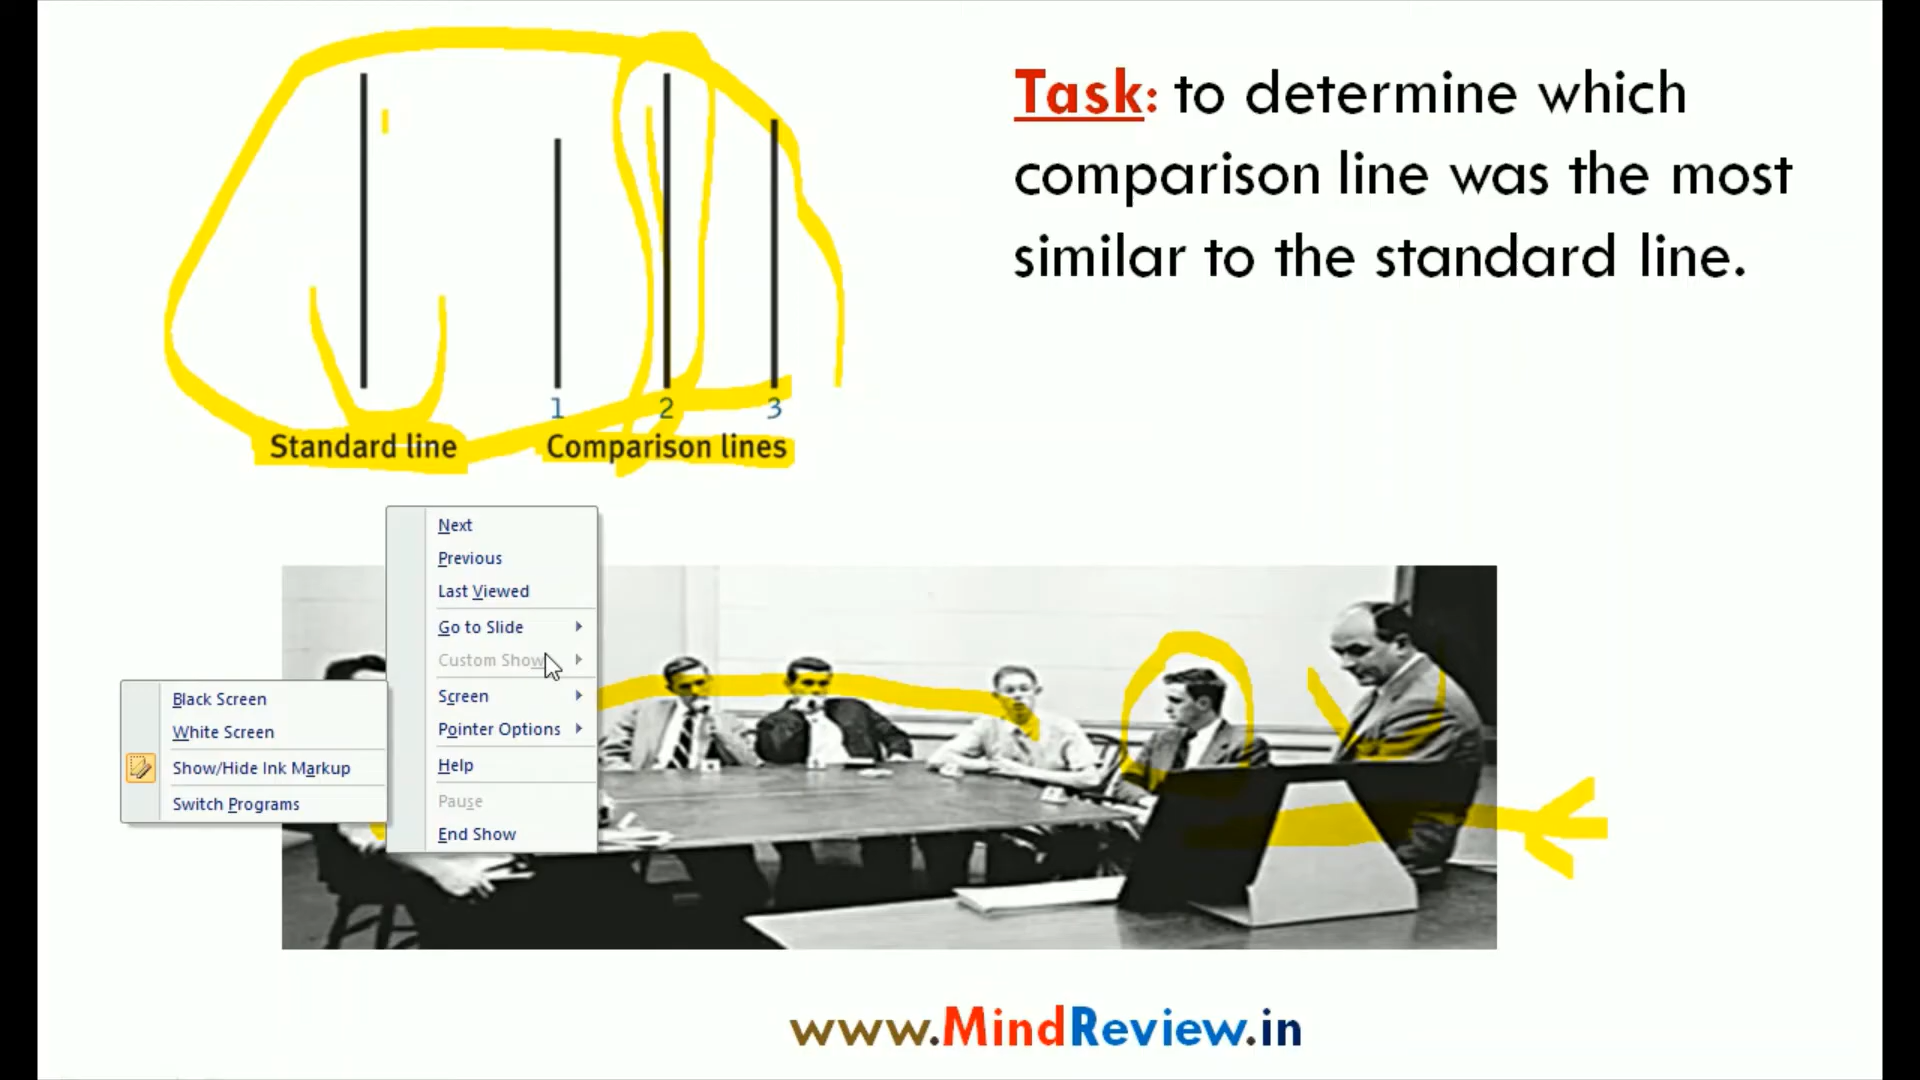 Task: to determine which
comparison line was the most
similar to the standard line.
1 2 3
Standard line Comparison lines
Next
Previous
Last Viewed
Go to Slide
Custom Show
Screen
Pointer Options
Help
Pause
End Show
Black Screen
White Screen
Show/Hide Ink Markup
Switch Programs
www.MindReview.in